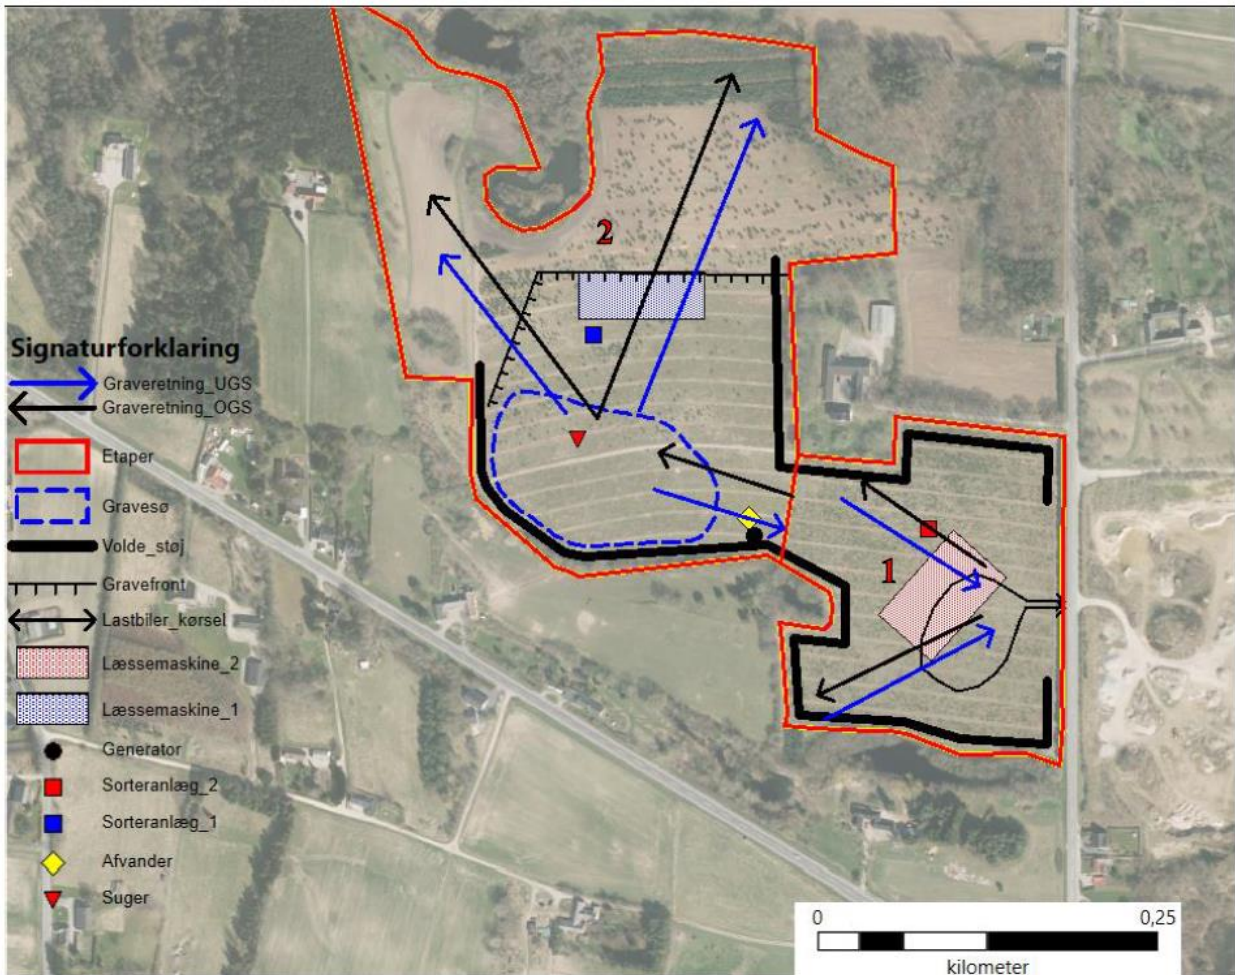 2
Signaturforklaring
Graveretning_UGS
Graveretning_OGS
Etaper
Gravesø
Volde_støj
Gravefront
Lastbiler_kørsel
Læssemaskine_2
Læssemaskine_1
Generator
Sorteranlæg_2
Sorteranlæg_1
Afvander
Suger
1
0 0,25
kilometer